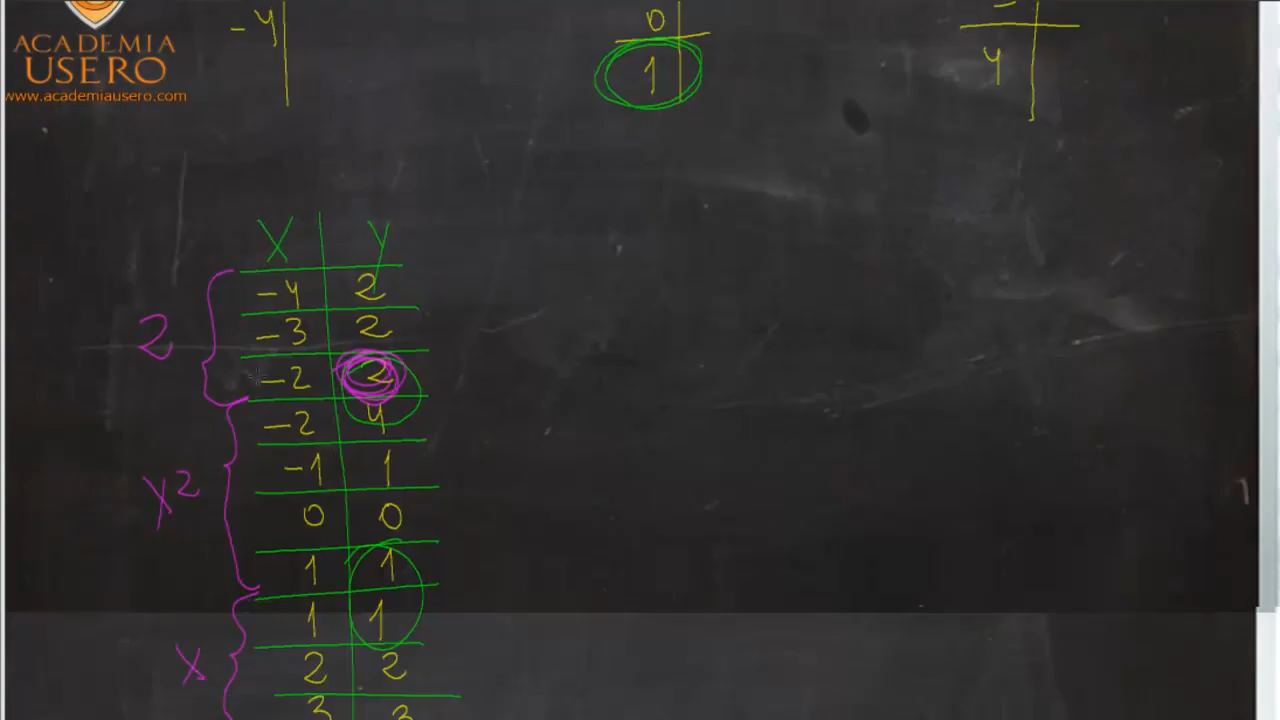 -4 0
ACADEMIA
USERO
1 4
www.academiausero.com
X Y
-4 2
-3 2
2
-2 2
-2 4
-1 1
x²
0 0
1 1
1 1
x
2 2
3 3